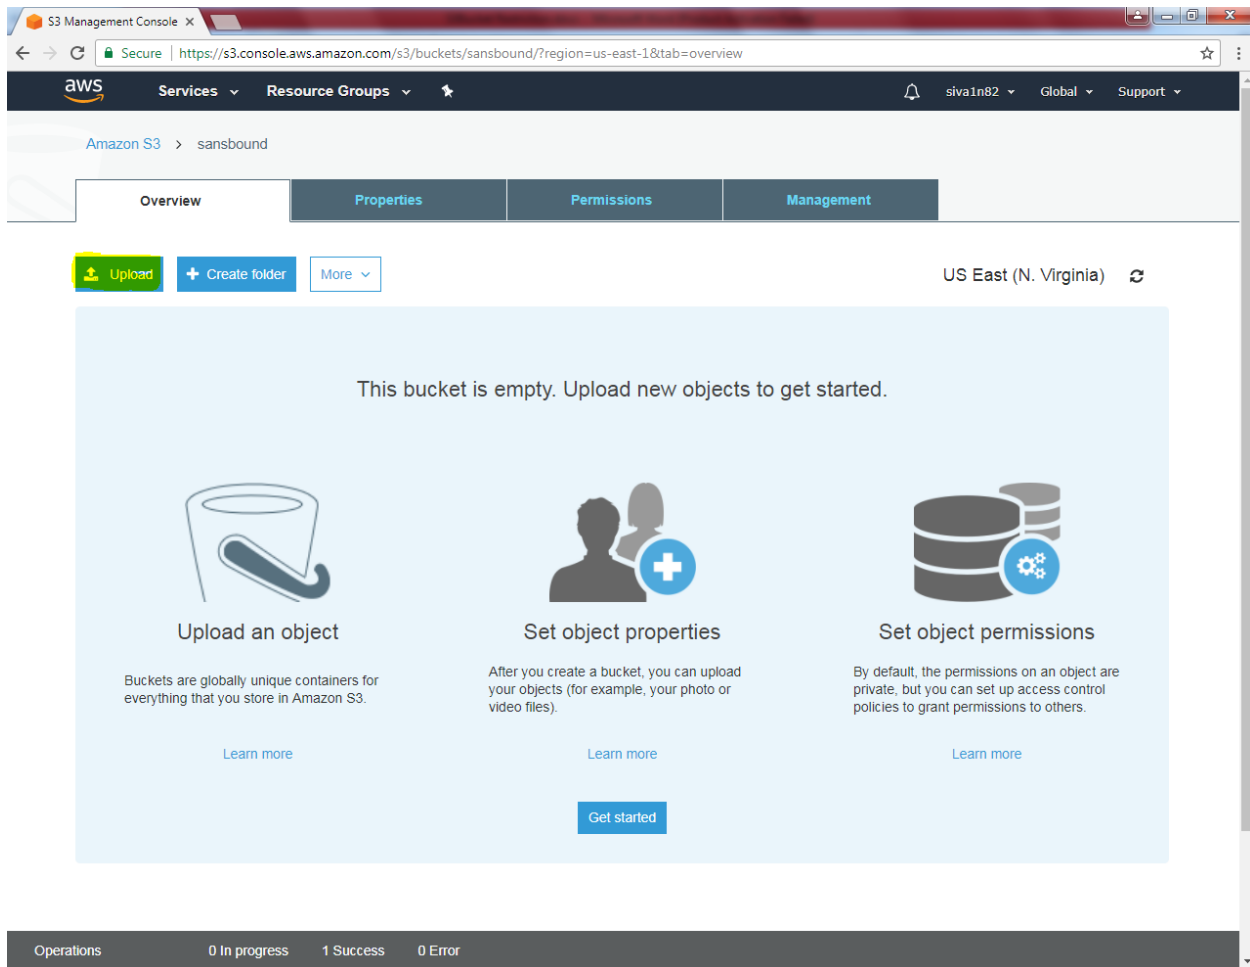 S3 Management Console ×
Secure | https://s3.console.aws.amazon.com/s3/buckets/sansbound/?region=us-east-1&tab=overview
aws Services Resource Groups siva1n82 Global Support
Amazon S3 > sansbound
Overview Properties Permissions Management
Upload + Create folder More US East (N. Virginia)
This bucket is empty. Upload new objects to get started.
Upload an object
Buckets are globally unique containers for
everything that you store in Amazon S3.
Learn more
Set object properties
After you create a bucket, you can upload
your objects (for example, your photo or
video files).
Learn more
Set object permissions
By default, the permissions on an object are
private, but you can set up access control
policies to grant permissions to others.
Learn more
Get started
Operations 0 In progress 1 Success 0 Error